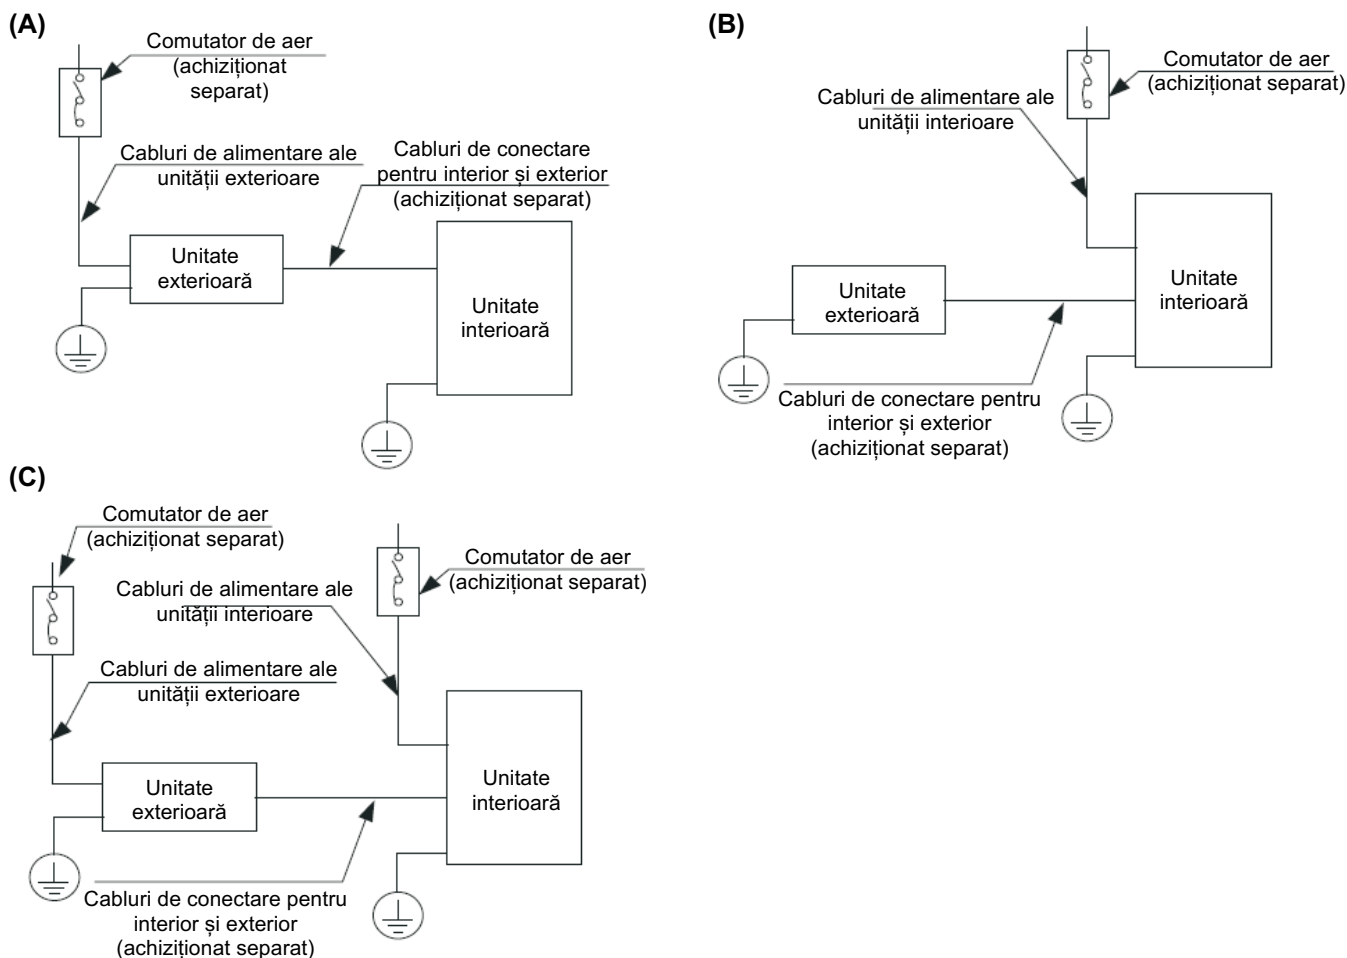 (A)
Comutator de aer
(achiziționat
separat)
Cabluri de alimentare ale
unității exterioare
Cabluri de conectare
pentru interior și exterior
(achiziționat separat)
Unitate
exterioară
Unitate
interioară
(B)
Comutator de aer
(achiziționat separat)
Cabluri de alimentare ale
unității interioare
Unitate
interioară
Unitate
exterioară
Cabluri de conectare pentru
interior și exterior
(achiziționat separat)
(C)
Comutator de aer
(achiziționat separat)
Comutator de aer
(achiziționat separat)
Cabluri de alimentare ale
unității interioare
Cabluri de alimentare ale
unității exterioare
Unitate
exterioară
Unitate
interioară
Cabluri de conectare pentru
interior și exterior
(achiziționat separat)